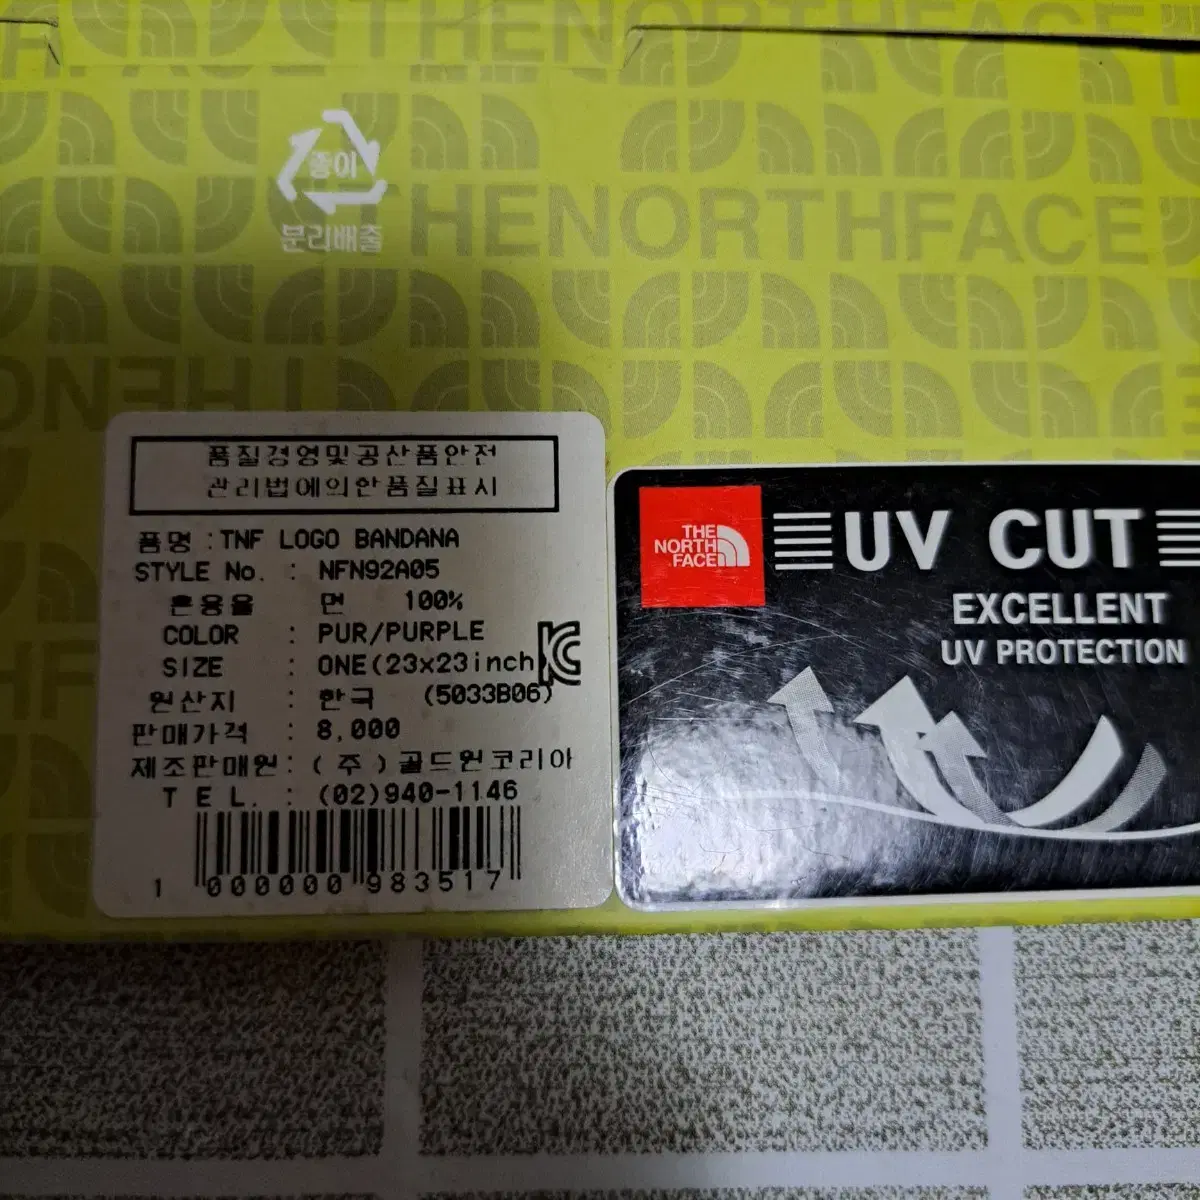 THENORTHFACE
종이
분리배출
THENORTHFACE
품질경영및공산품안전
관리법에의한품질표시
품명 : TNF LOGO BANDANA
STYLE No. : NFN92A05
혼용율 면 100%
COLOR : PUR/PURPLE
SIZE : ONE(23x23inch
원산지 : 한국 (5033B06)
판매가격 : 8,000
제조판매원 : (주)골드윈코리아
TEL. : (02)940-1146
1 000000 983517
THE
NORTH
FACE
UV CUT
EXCELLENT
UV PROTECTION